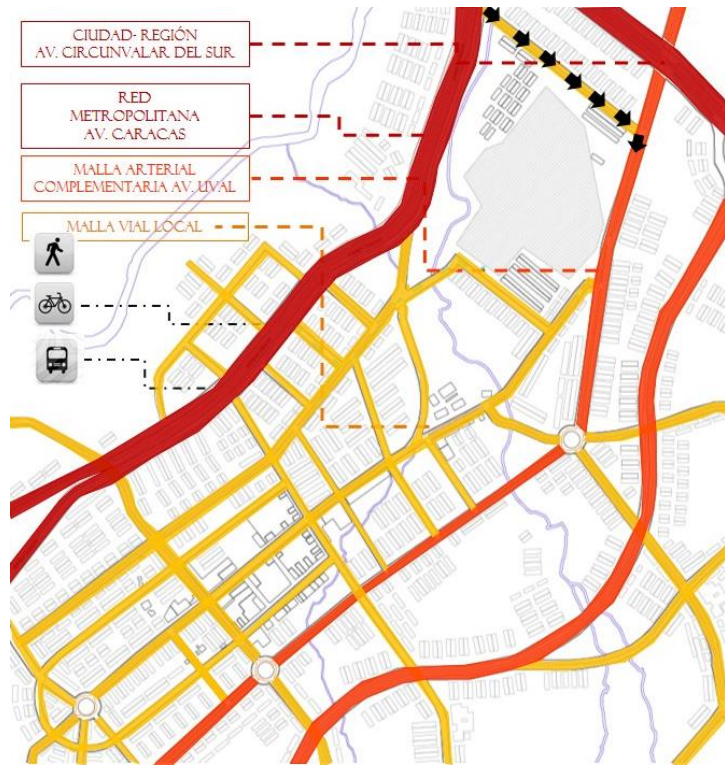 CIUDAD- REGIÓN
AV. CIRCUNVALAR DEL SUR
RED
METROPOLITANA
AV. CARACAS
MALLA ARTERIAL
COMPLEMENTARIA AV. UVAL
MALLA VIAL LOCAL